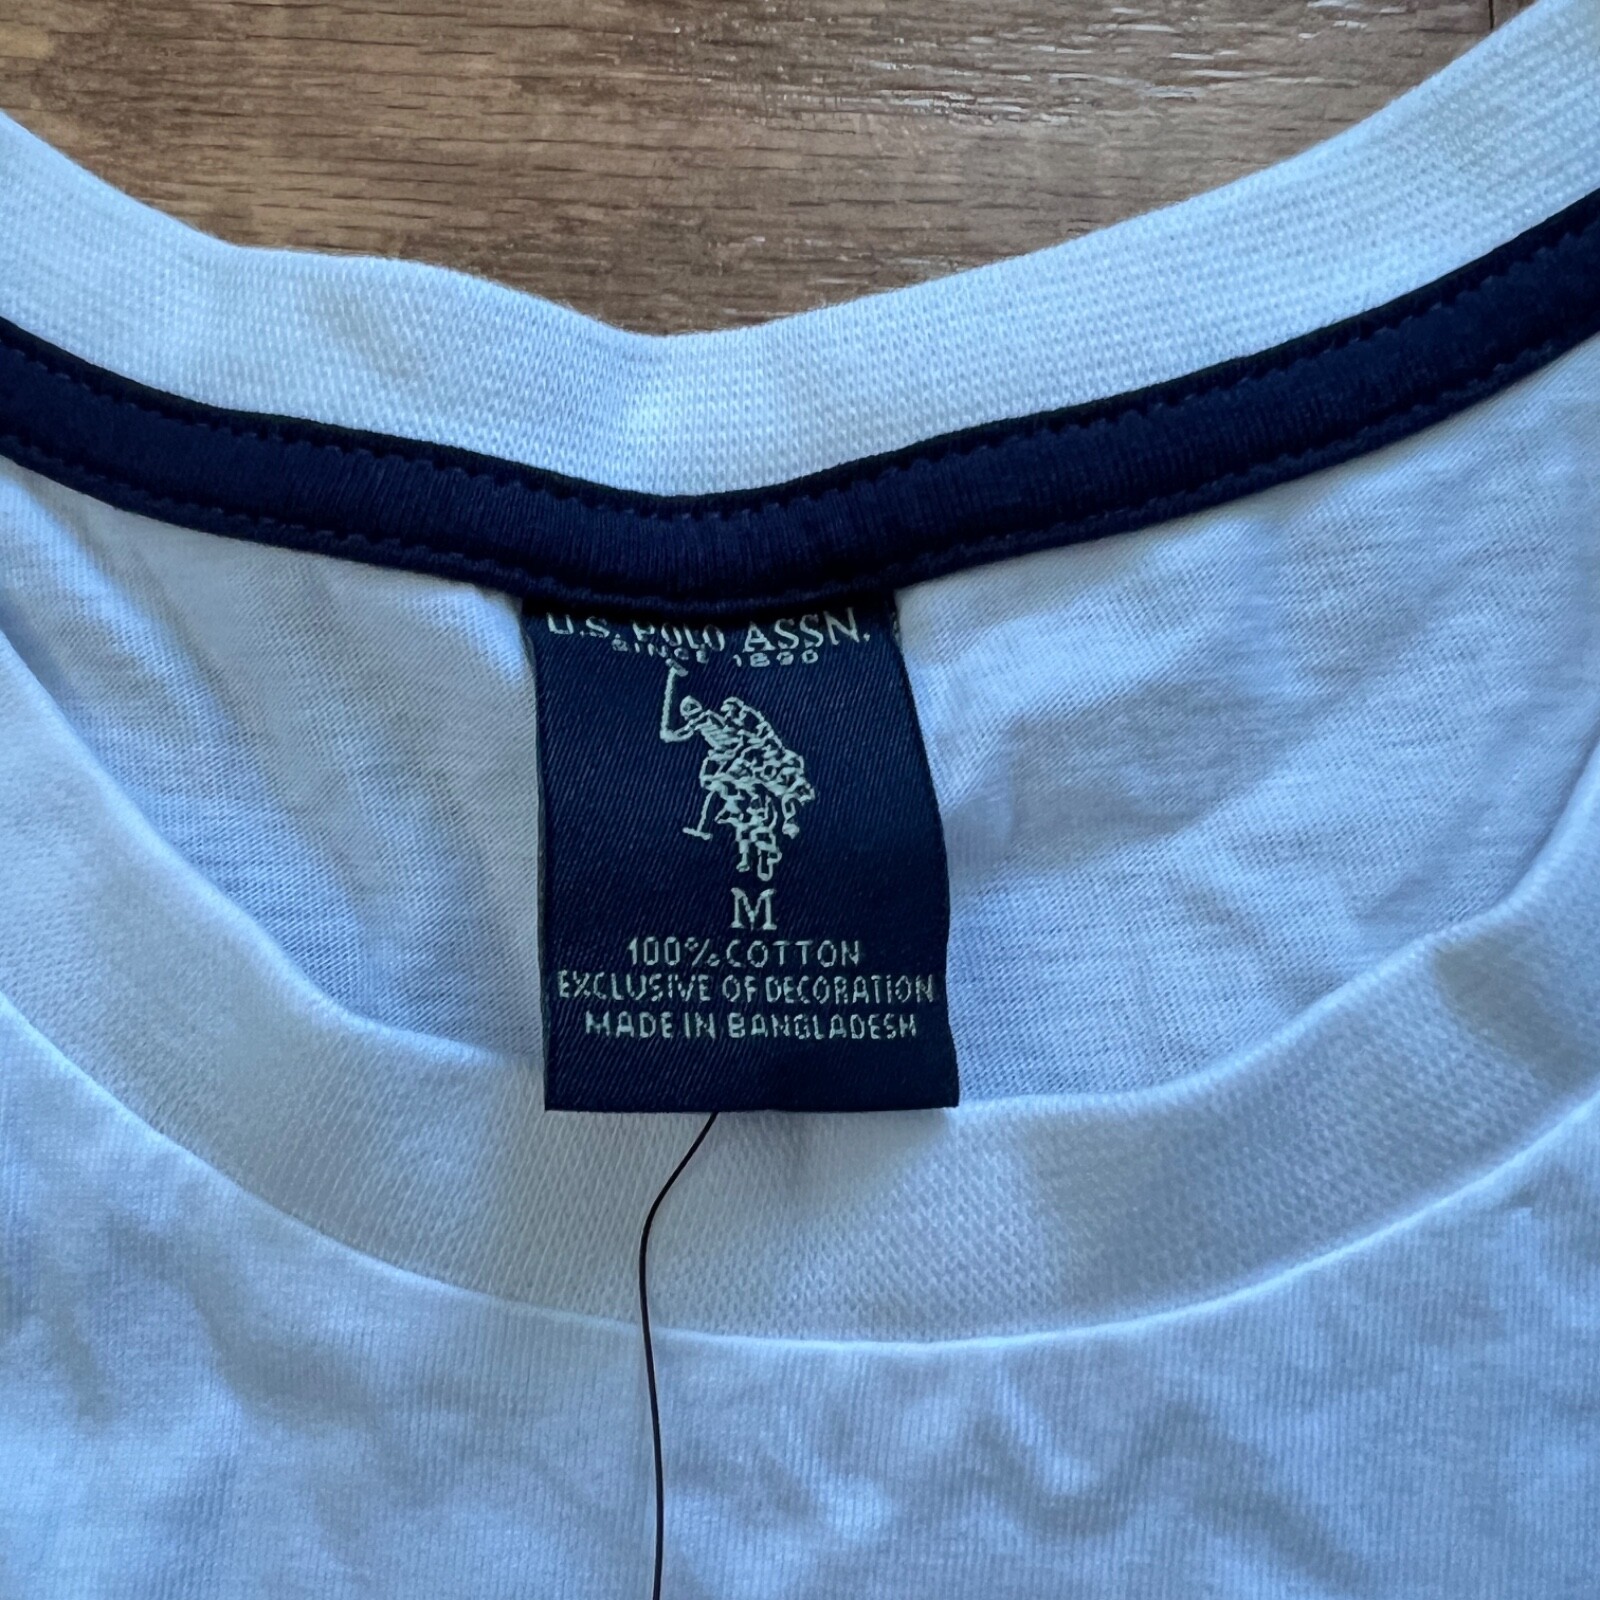 U.S. POLO ASSN.
SINCE 1890
M
100% COTTON
EXCLUSIVE OF DECORATION
MADE IN BANGLADESH